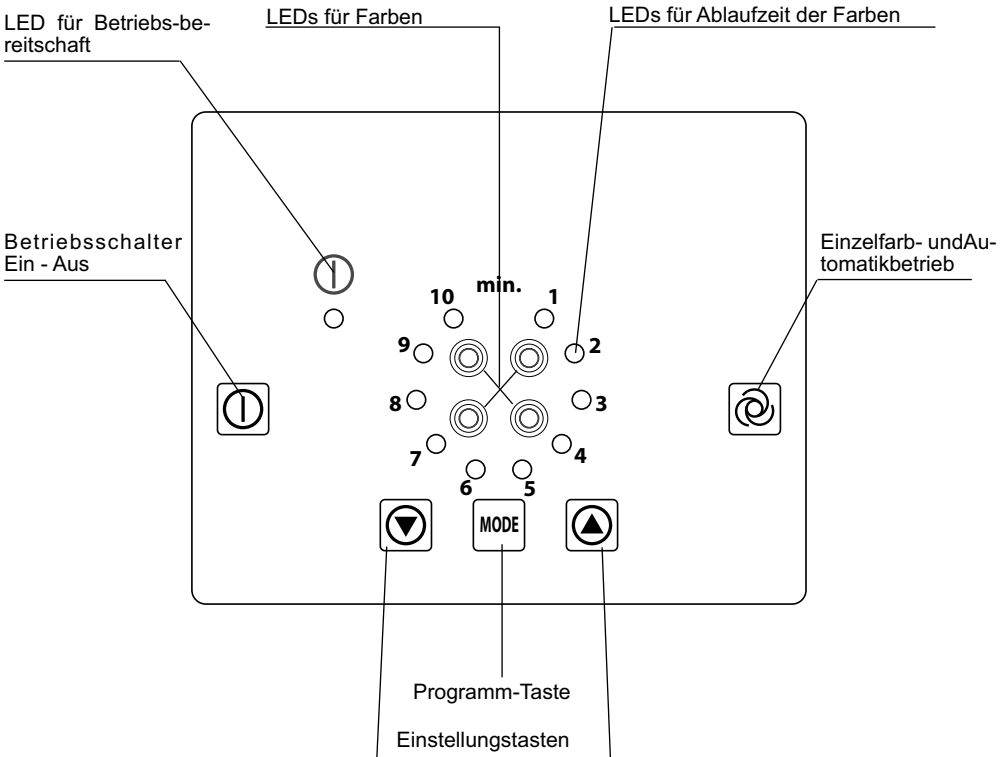 LED für Betriebs-be-
reitschaft
LEDs für Farben
LEDs für Ablaufzeit der Farben
Betriebsschalter
Ein - Aus
Einzelfarb- undAu-
tomatikbetrieb
min.
10
1
9
2
8
3
7
4
6
5
MODE
Programm-Taste
Einstellungstasten